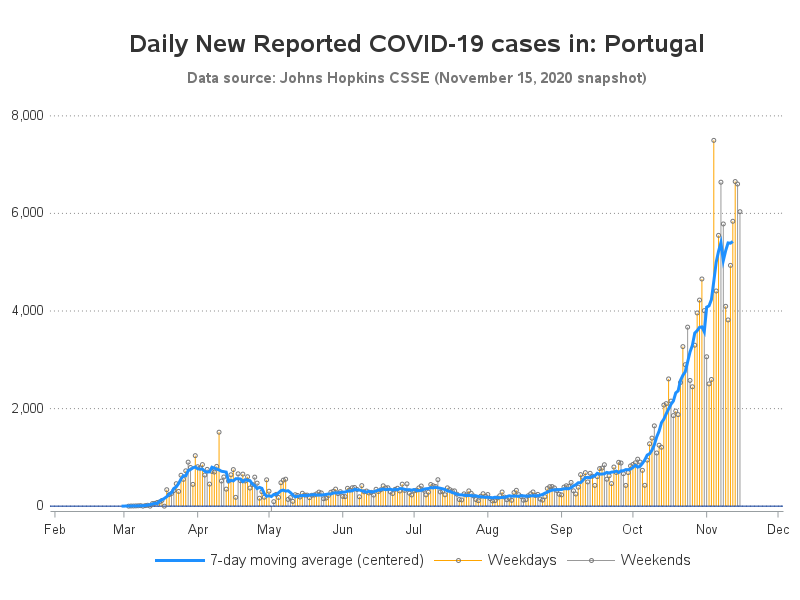 Daily New Reported COVID-19 cases in: Portugal
Data source: Johns Hopkins CSSE (November 15, 2020 snapshot)
8,000
6,000
4,000
2,000
0
Feb Mar Apr May Jun Jul Aug Sep Oct Nov Dec
7-day moving average (centered) Weekdays Weekends